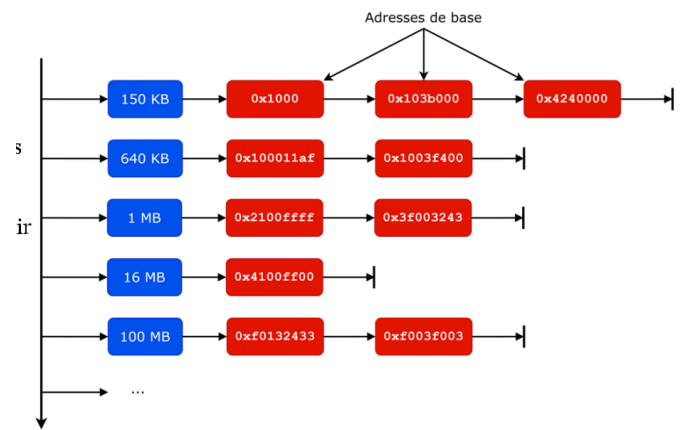 Adresses de base
150 KB 0x1000 0x103b000 0x4240000
s
640 KB 0x100011af 0x1003f400
1 MB 0x2100ffff 0x3f003243
ir
16 MB 0x4100ff00
100 MB 0xf0132433 0xf003f003
...